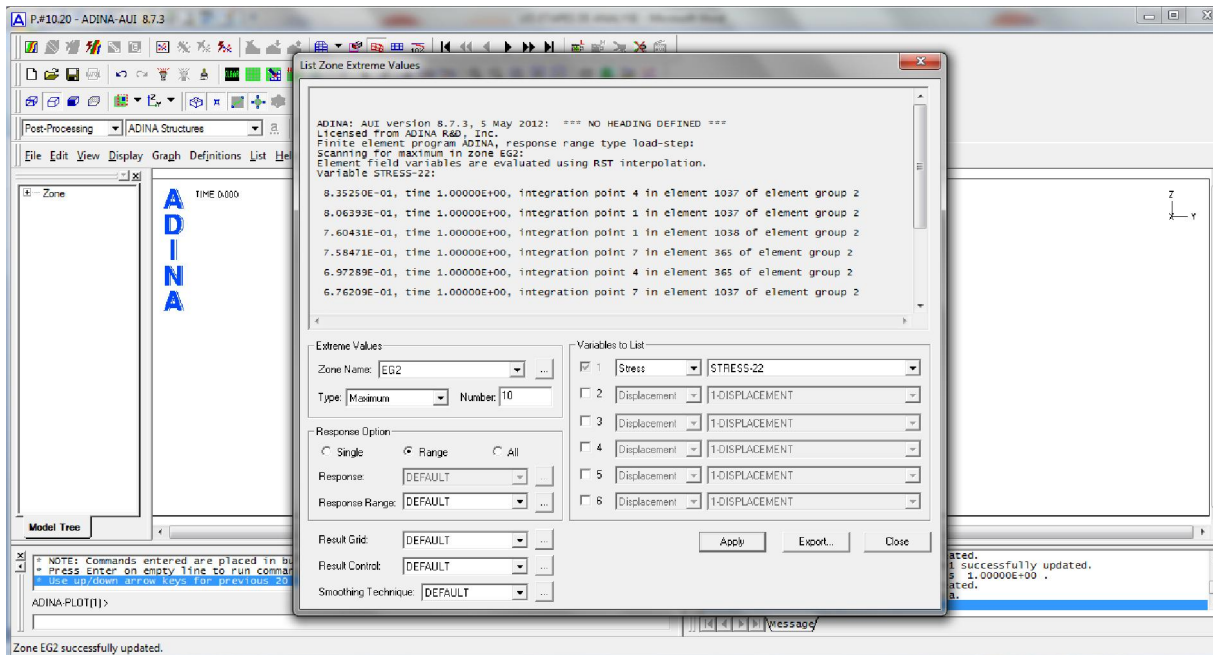 P.#10.20 - ADINA-AUI 8.7.3
List Zone Extreme Values
Post-Processing
ADINA Structures
File Edit View Display Graph Definitions List
Zone
ADINA
TIME 0.000
Z
X Y
ADINA: AUI version 8.7.3, 5 May 2012: *** NO HEADING DEFINED ***
Licensed from ADINA R&D, Inc.
Finite element program ADINA, response range type load-step:
Scanning for maximum in zone EG2:
Element field variables are evaluated using RST interpolation.
Variable STRESS-22:
8.35250E-01, time 1.00000E+00, integration point 4 in element 1037 of element group 2
8.06393E-01, time 1.00000E+00, integration point 1 in element 1037 of element group 2
7.60431E-01, time 1.00000E+00, integration point 1 in element 1038 of element group 2
7.58471E-01, time 1.00000E+00, integration point 7 in element 365 of element group 2
6.97289E-01, time 1.00000E+00, integration point 4 in element 365 of element group 2
6.76209E-01, time 1.00000E+00, integration point 7 in element 1037 of element group 2
Extreme Values
Zone Name: EG2 ...
Type: Maximum Number: 10
Response Option
Single Range All
Response: DEFAULT ...
Response Range: DEFAULT ...
Result Grid: DEFAULT ...
Result Control: DEFAULT ...
Smoothing Technique: DEFAULT ...
Variables to List
1 Stress STRESS-22
2 Displacement 1-DISPLACEMENT
3 Displacement 1-DISPLACEMENT
4 Displacement 1-DISPLACEMENT
5 Displacement 1-DISPLACEMENT
6 Displacement 1-DISPLACEMENT
Apply Export... Close
Model Tree
* NOTE: Commands entered are placed in
* Press Enter on empty line to run
* Use up/down arrow keys for previous 20
ADINA-PLOT(1)>
ated.
1 successfully updated.
5 1.00000E+00 .
ated.
a.
Message
Zone EG2 successfully updated.